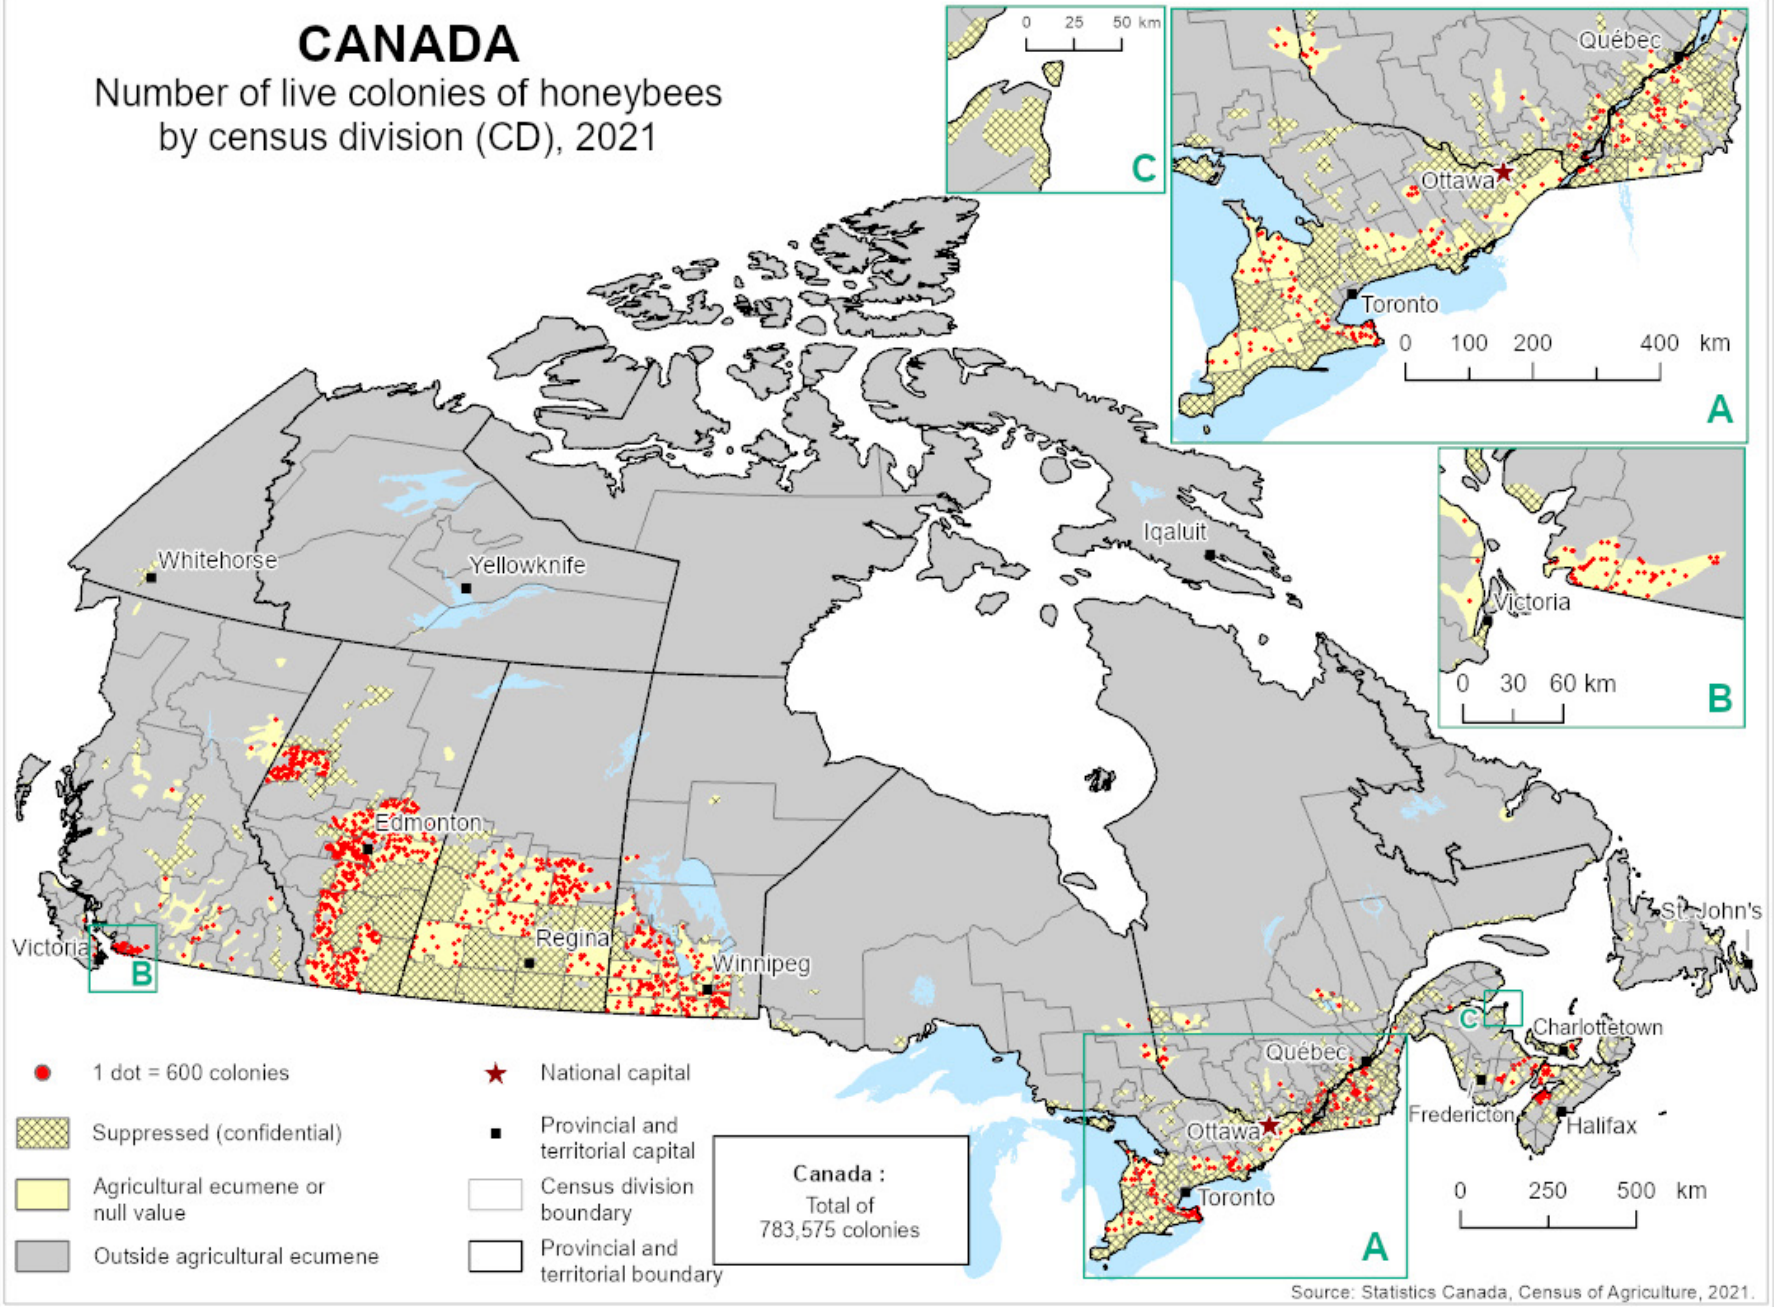 CANADA
Number of live colonies of honeybees
by census division (CD), 2021
0 25 50 km
C
Québec
Ottawa
Toronto
0 100 200 400 km
A
Victoria
0 30 60 km
B
Whitehorse
Yellowknife
Iqaluit
Edmonton
Regina
Winnipeg
Victoria
B
St. John's
C
Charlottetown
Québec
Fredericton
Halifax
Ottawa
Toronto
A
0 250 500 km
1 dot = 600 colonies
Suppressed (confidential)
Agricultural ecumene or
null value
Outside agricultural ecumene
National capital
Provincial and
territorial capital
Census division
boundary
Provincial and
territorial boundary
Canada :
Total of
783,575 colonies
Source: Statistics Canada, Census of Agriculture, 2021.